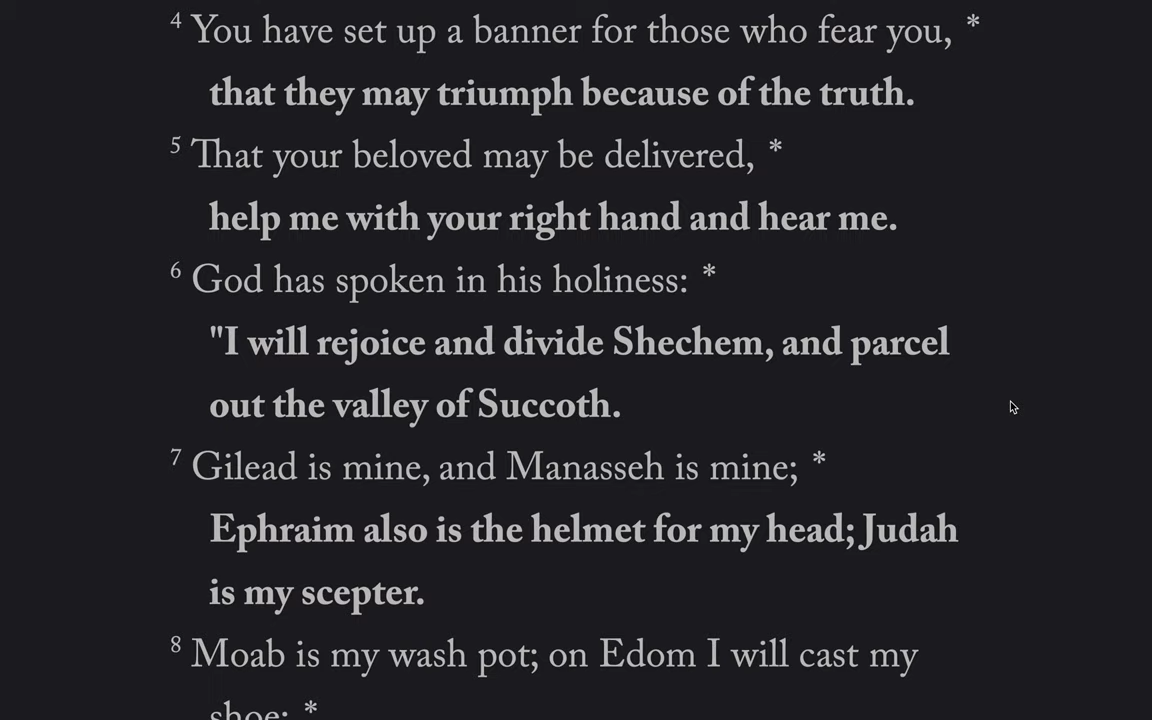 4 You have set up a banner for those who fear you, *
that they may triumph because of the truth.
5 That your beloved may be delivered, *
help me with your right hand and hear me.
6 God has spoken in his holiness: *
"I will rejoice and divide Shechem, and parcel
out the valley of Succoth.
7 Gilead is mine, and Manasseh is mine; *
Ephraim also is the helmet for my head; Judah
is my scepter.
8 Moab is my wash pot; on Edom I will cast my
shoe; *